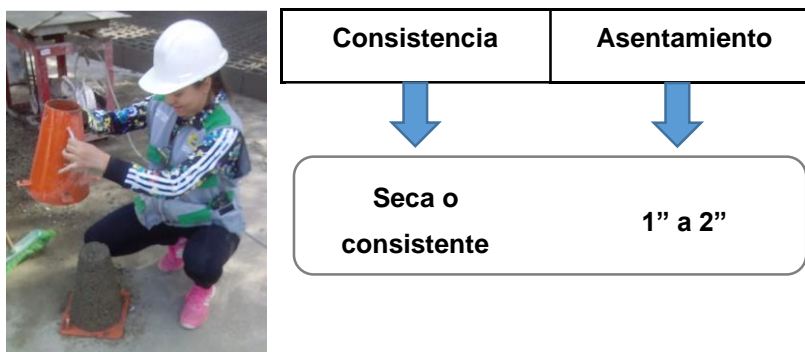 Consistencia Asentamiento
Seca o
consistente
1” a 2”